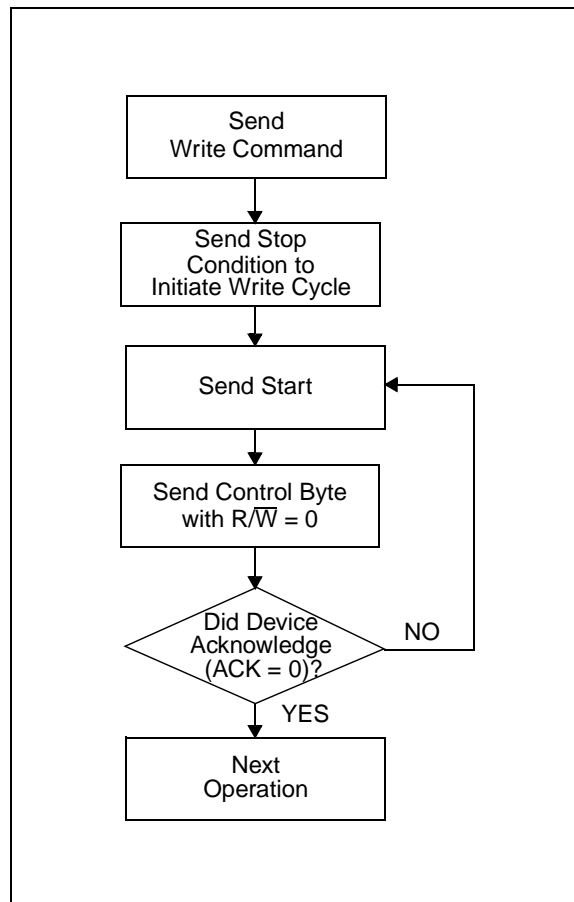 Send
Write Command
Send Stop
Condition to
Initiate Write Cycle
Send Start
Send Control Byte
with R/W̅ = 0
Did Device
Acknowledge
(ACK = 0)?
NO
YES
Next
Operation